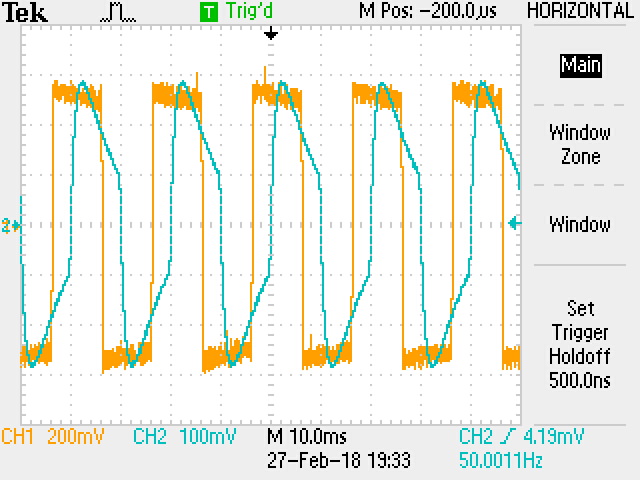 Tek T Trig'd M Pos: -200.0µs HORIZONTAL
Main
Window
Zone
Window
Set
Trigger
Holdoff
500.0ns
2
CH1 200mV CH2 100mV M 10.0ms CH2 / 4.19mV
27-Feb-18 19:33 50.0011Hz